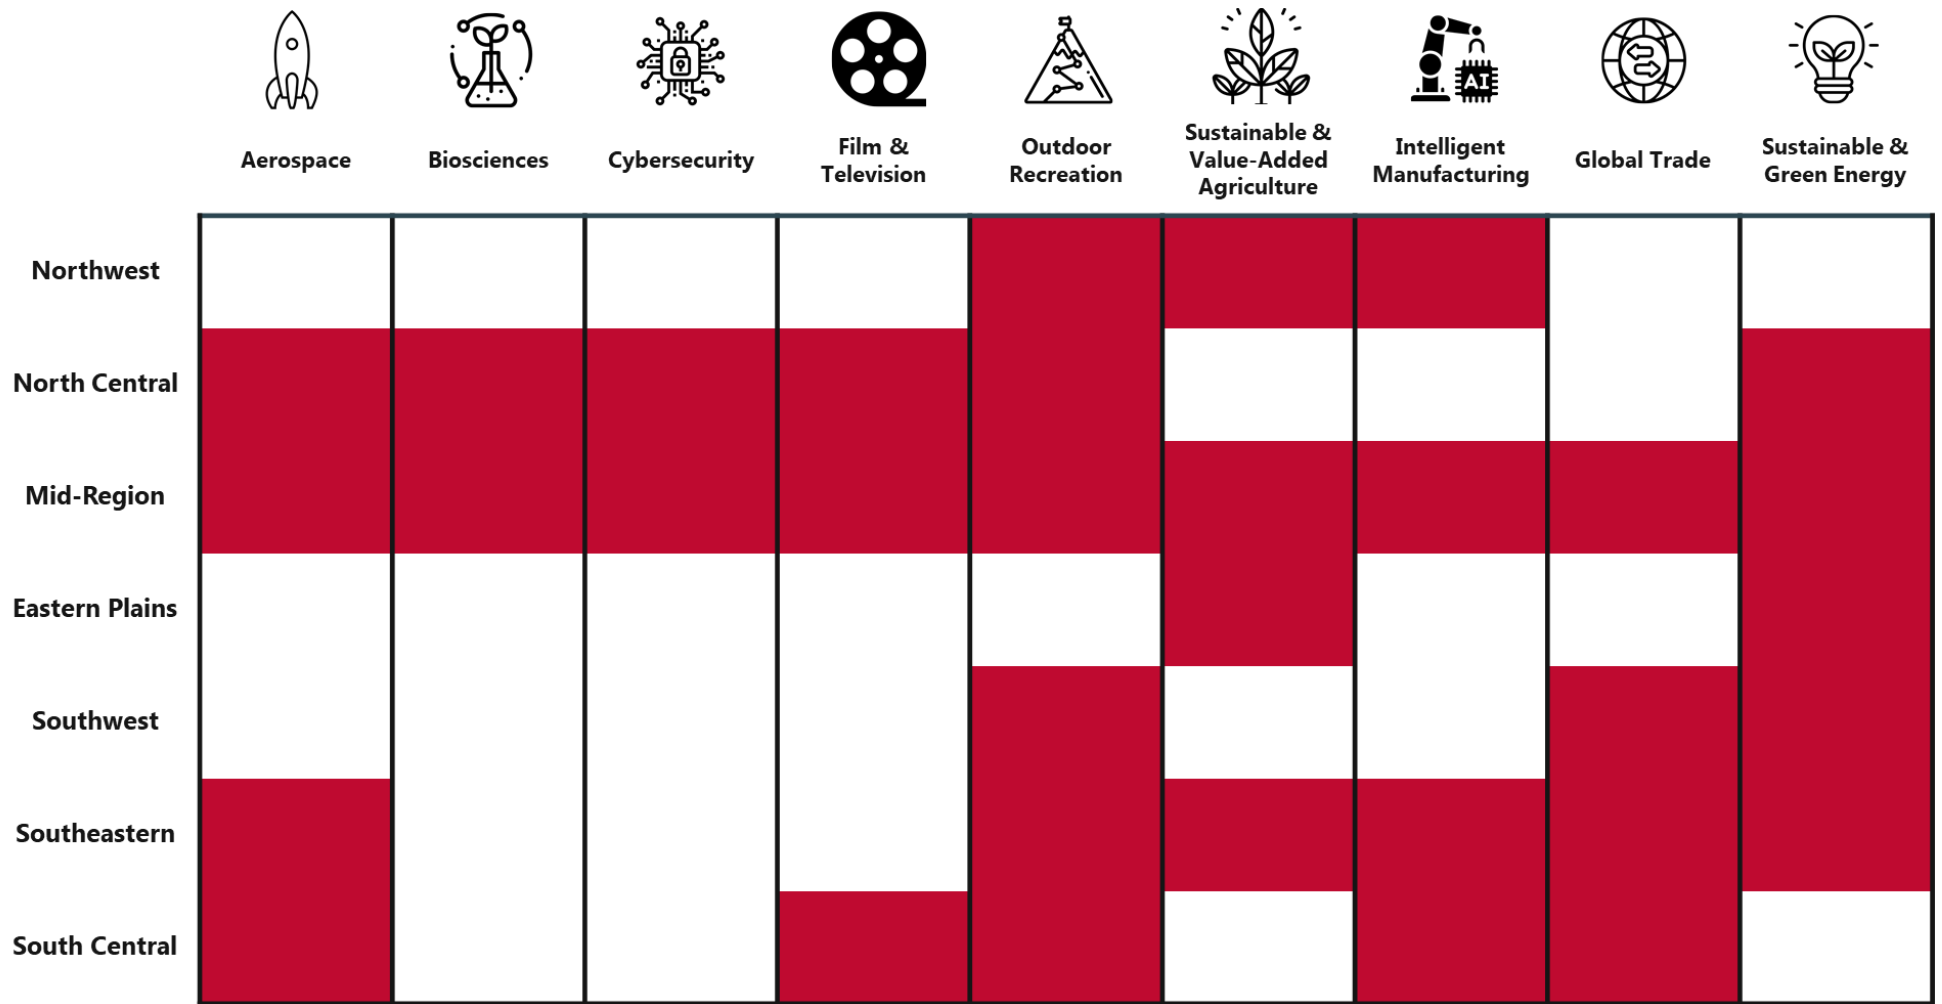 AI
Aerospace
Biosciences
Cybersecurity
Film &
Television
Outdoor
Recreation
Sustainable &
Value-Added
Agriculture
Intelligent
Manufacturing
Global Trade
Sustainable &
Green Energy
Northwest
North Central
Mid-Region
Eastern Plains
Southwest
Southeastern
South Central